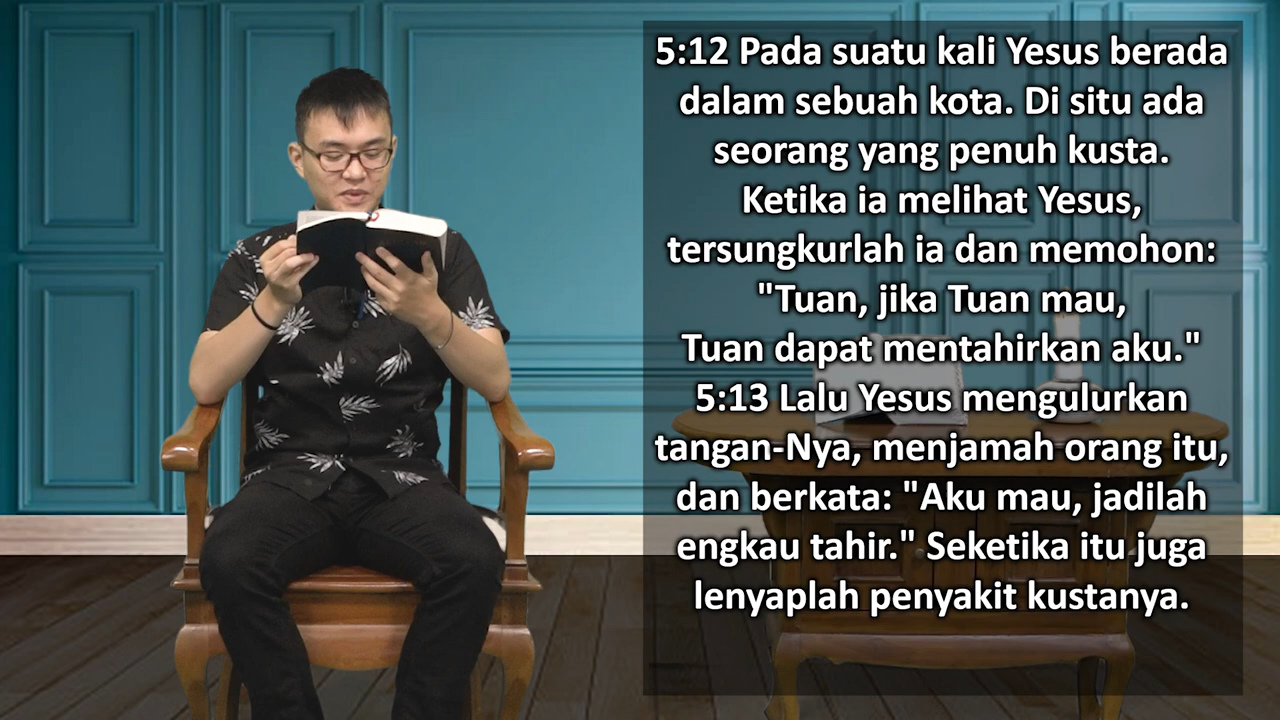 5:12 Pada suatu kali Yesus berada
dalam sebuah kota. Di situ ada
seorang yang penuh kusta.
Ketika ia melihat Yesus,
tersungkurlah ia dan memohon:
"Tuan, jika Tuan mau,
Tuan dapat mentahirkan aku."
5:13 Lalu Yesus mengulurkan
tangan-Nya, menjamah orang itu,
dan berkata: "Aku mau, jadilah
engkau tahir." Seketika itu juga
lenyaplah penyakit kustanya.